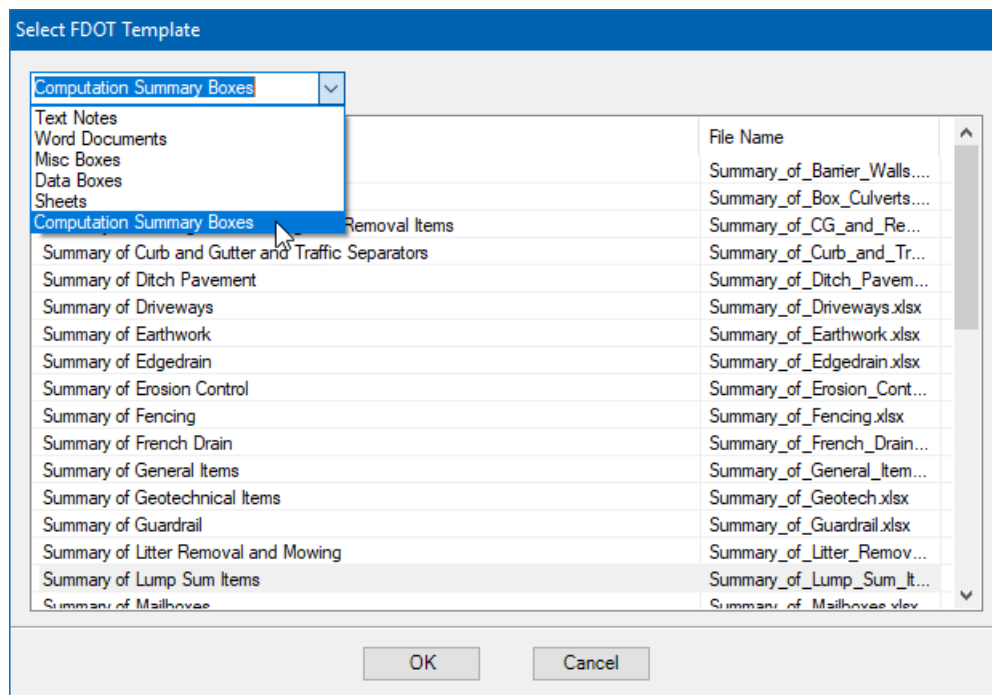 Select FDOT Template
Computation Summary Boxes
Text Notes
Word Documents
Misc Boxes
Data Boxes
Sheets
Computation Summary Boxes
File Name
Summary_of_Barrier_Walls....
Summary_of_Box_Culverts....
Removal Items Summary_of_CG_and_Re...
Summary of Curb and Gutter and Traffic Separators Summary_of_Curb_and_Tr...
Summary of Ditch Pavement Summary_of_Ditch_Pavem...
Summary of Driveways Summary_of_Driveways.xlsx
Summary of Earthwork Summary_of_Earthwork.xlsx
Summary of Edgedrain Summary_of_Edgedrain.xlsx
Summary of Erosion Control Summary_of_Erosion_Cont...
Summary of Fencing Summary_of_Fencing.xlsx
Summary of French Drain Summary_of_French_Drain...
Summary of General Items Summary_of_General_Item...
Summary of Geotechnical Items Summary_of_Geotech.xlsx
Summary of Guardrail Summary_of_Guardrail.xlsx
Summary of Litter Removal and Mowing Summary_of_Litter_Remov...
Summary of Lump Sum Items Summary_of_Lump_Sum_It...
Summary of Mailboxes Summary_of_Mailboxes.xlsx
OK Cancel